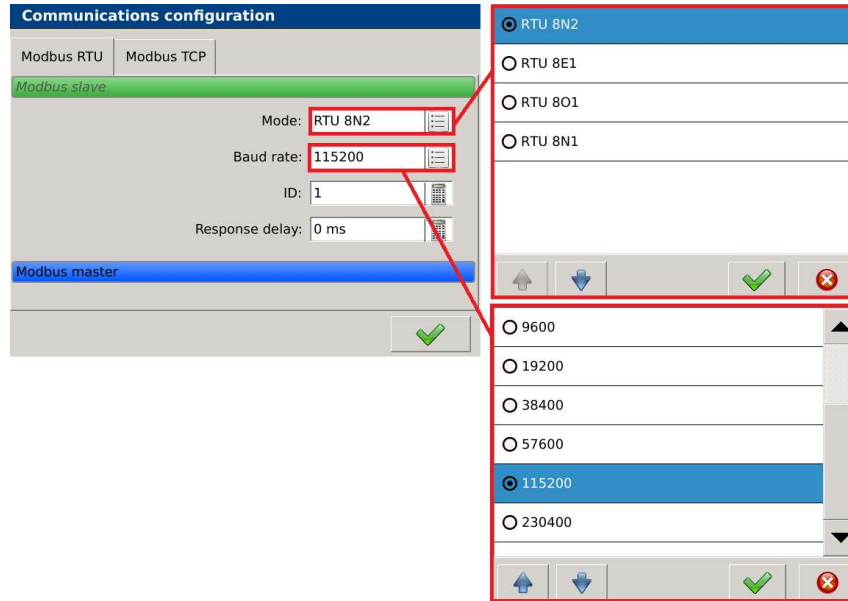 Communications configuration
Modbus RTU
Modbus TCP
Modbus slave
Mode: RTU 8N2
Baud rate: 115200
ID: 1
Response delay: 0 ms
Modbus master
RTU 8N2
RTU 8E1
RTU 8O1
RTU 8N1
9600
19200
38400
57600
115200
230400